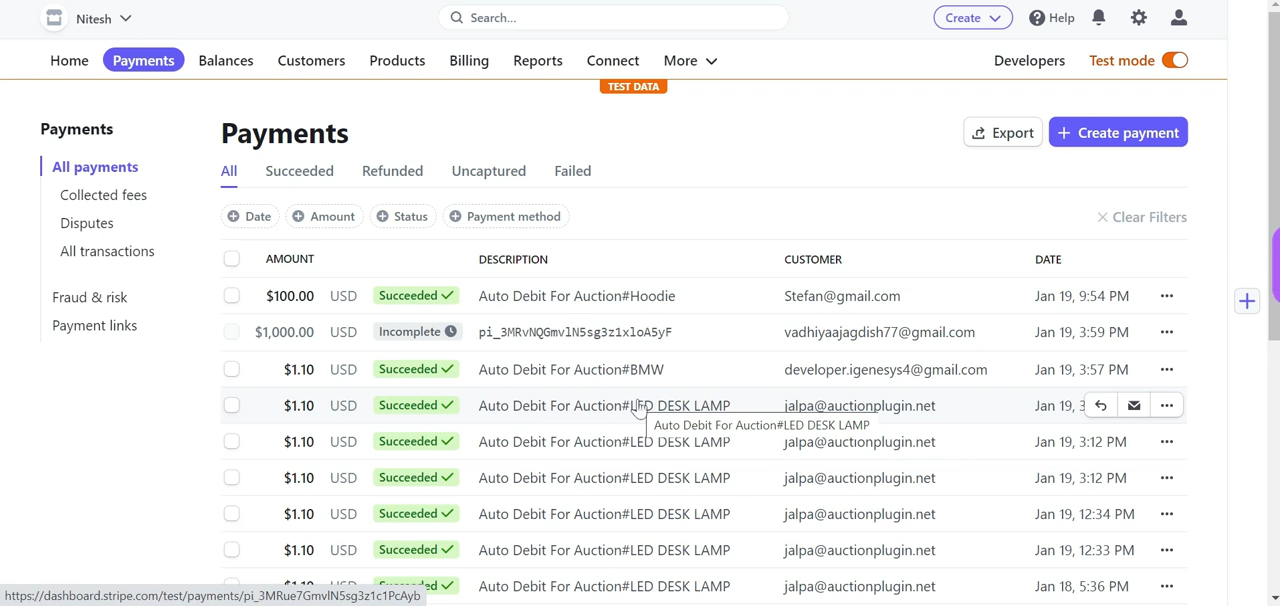 Nitesh
Search...
Create
Help
Home Payments Balances Customers Products Billing Reports Connect More Developers Test mode
TEST DATA
Payments
All payments
Collected fees
Disputes
All transactions
Fraud & risk
Payment links
Payments
Export
Create payment
All Succeeded Refunded Uncaptured Failed
Date Amount Status Payment method Clear Filters
AMOUNT DESCRIPTION CUSTOMER DATE
$100.00 USD Succeeded Auto Debit For Auction#Hoodie Stefan@gmail.com Jan 19, 9:54 PM
$1,000.00 USD Incomplete pi_3MRvNQGmvlN5sg3z1xloA5yF vadhiyaajagdish77@gmail.com Jan 19, 3:59 PM
$1.10 USD Succeeded Auto Debit For Auction#BMW developer.igenesys4@gmail.com Jan 19, 3:57 PM
$1.10 USD Succeeded Auto Debit For Auction#LED DESK LAMP jalpa@auctionplugin.net Jan 19, 3
Auto Debit For Auction#LED DESK LAMP
$1.10 USD Succeeded Auto Debit For Auction#LED DESK LAMP jalpa@auctionplugin.net Jan 19, 3:12 PM
$1.10 USD Succeeded Auto Debit For Auction#LED DESK LAMP jalpa@auctionplugin.net Jan 19, 3:12 PM
$1.10 USD Succeeded Auto Debit For Auction#LED DESK LAMP jalpa@auctionplugin.net Jan 19, 12:34 PM
$1.10 USD Succeeded Auto Debit For Auction#LED DESK LAMP jalpa@auctionplugin.net Jan 19, 12:33 PM
$1.10 USD Succeeded Auto Debit For Auction#LED DESK LAMP jalpa@auctionplugin.net Jan 18, 5:36 PM
https://dashboard.stripe.com/test/payments/pi_3MRue7GmvlN5sg3z1c1PcAyb